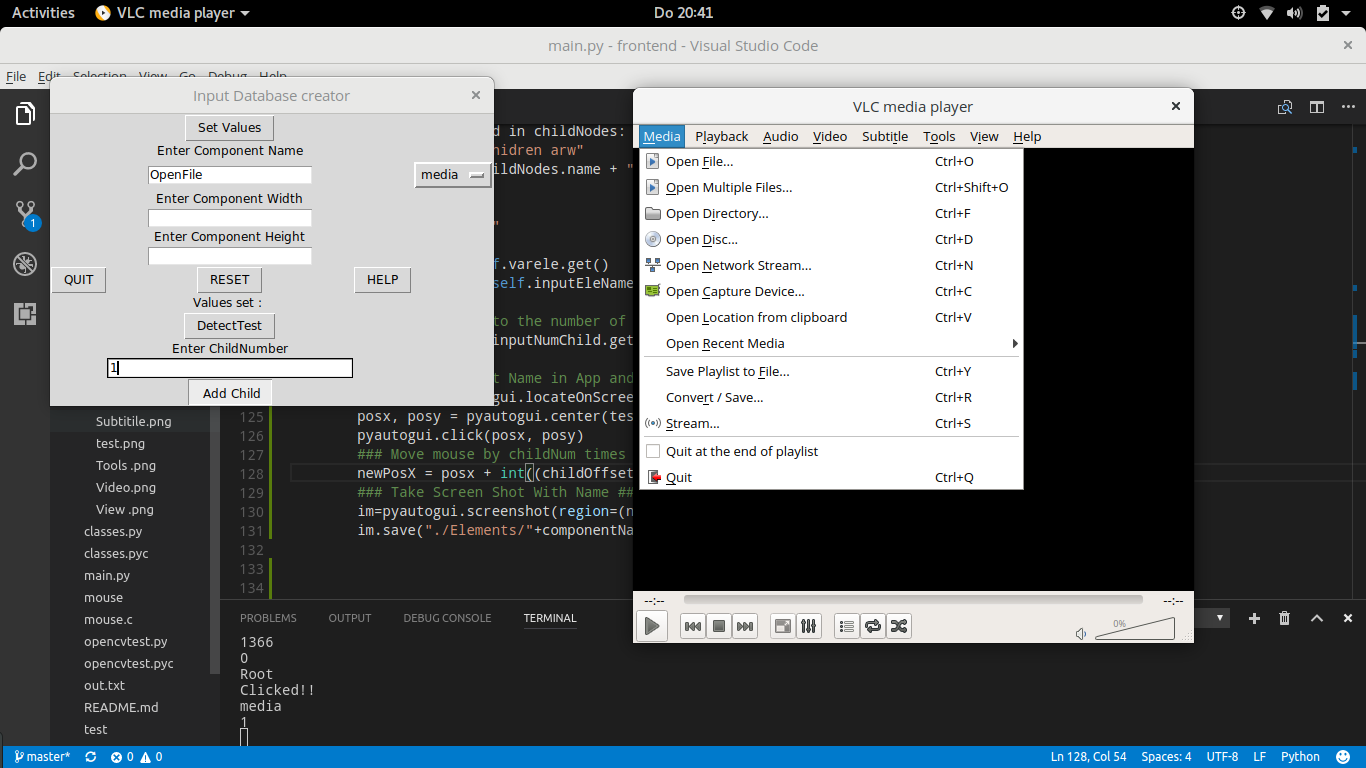 Activities VLC media player Do 20:41
main.py - frontend - Visual Studio Code
File Edit Selection View Go Debug Help
Input Database creator
Set Values
Enter Component Name
OpenFile
media
Enter Component Width
Enter Component Height
QUIT RESET HELP
Values set :
DetectTest
Enter ChildNumber
1
Add Child
1
d in childNodes:
hidren arw"
ildNodes.name + "
"
f.varele.get()
self.inputEleName
to the number of
inputNumChild.get
t Name in App and
gui.locateOnScree
125 posx, posy = pyautogui.center(tes
126 pyautogui.click(posx, posy)
127 ### Move mouse by childNum times
128 newPosX = posx + int((childOffset
129 ### Take Screen Shot With Name ##
130 im=pyautogui.screenshot(region=(n
131 im.save("./Elements/"+componentNa
132
133
134
Subtitile.png
test.png
Tools .png
Video.png
View .png
classes.py
classes.pyc
main.py
mouse
mouse.c
opencvtest.py
opencvtest.pyc
out.txt
README.md
test
VLC media player
Media Playback Audio Video Subtitle Tools View Help
Open File... Ctrl+O
Open Multiple Files... Ctrl+Shift+O
Open Directory... Ctrl+F
Open Disc... Ctrl+D
Open Network Stream... Ctrl+N
Open Capture Device... Ctrl+C
Open Location from clipboard Ctrl+V
Open Recent Media
Save Playlist to File... Ctrl+Y
Convert / Save... Ctrl+R
Stream... Ctrl+S
Quit at the end of playlist
Quit Ctrl+Q
--:-- --:--
0%
PROBLEMS OUTPUT DEBUG CONSOLE TERMINAL
1366
0
Root
Clicked!!
media
1
master* 0 0 Ln 128, Col 54 Spaces: 4 UTF-8 LF Python